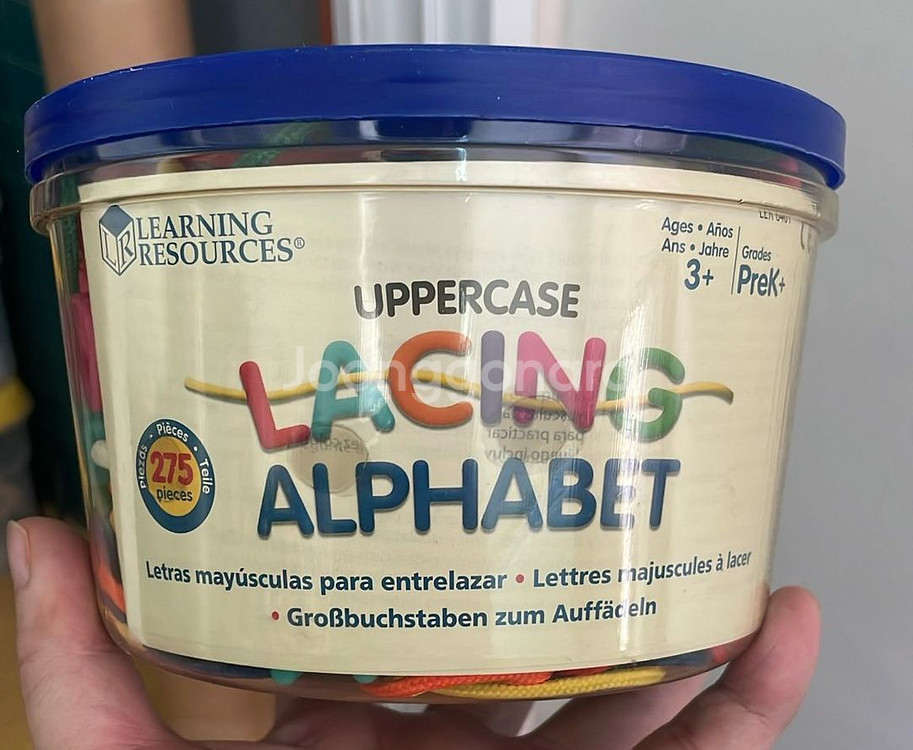 LEARNING
RESOURCES®
Ages • Años
Ans • Jahre
3+
Grades
PreK+
UPPERCASE
LACING
ALPHABET
Piezas • Pièces • Teile
275
pieces
Letras mayúsculas para entrelazar • Lettres majuscules à lacer
• Großbuchstaben zum Auffädeln